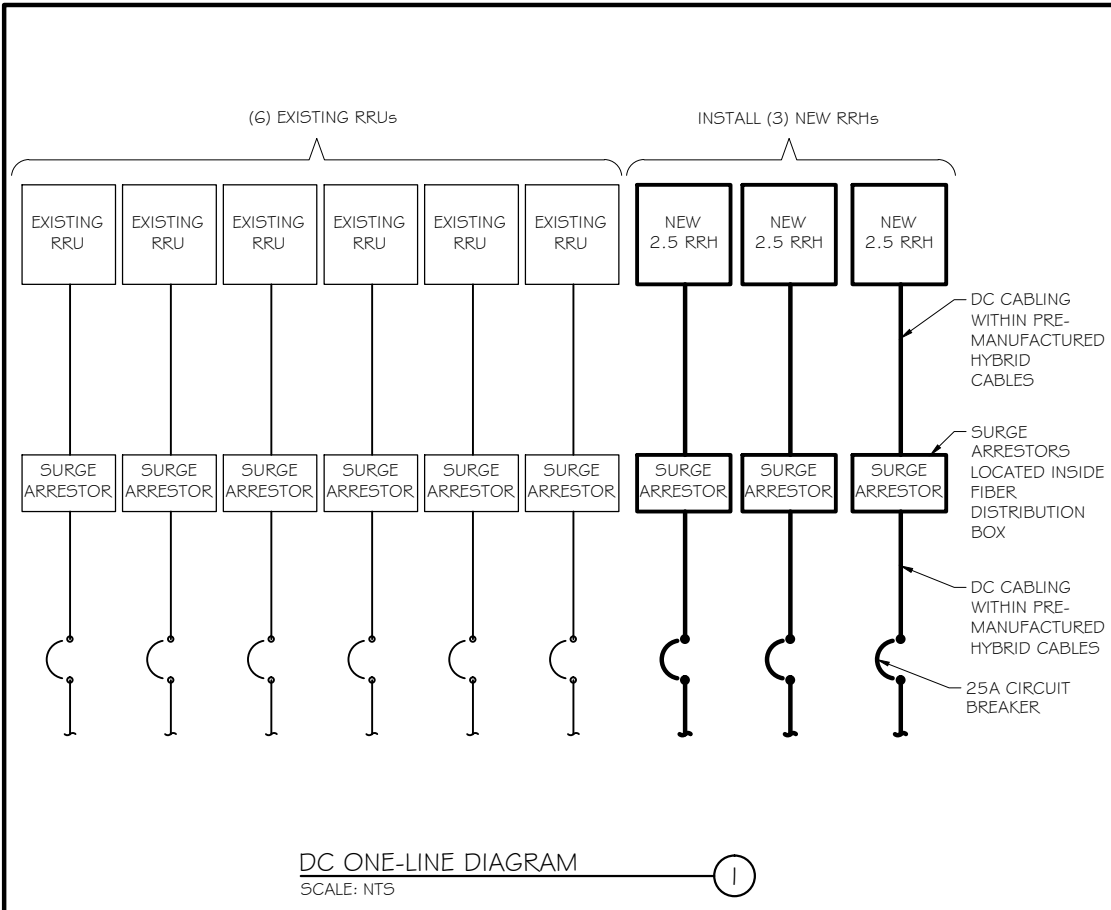 (6) EXISTING RRUs
INSTALL (3) NEW RRHs
EXISTING
RRU
EXISTING
RRU
EXISTING
RRU
EXISTING
RRU
EXISTING
RRU
EXISTING
RRU
NEW
2.5 RRH
NEW
2.5 RRH
NEW
2.5 RRH
DC CABLING
WITHIN PRE-
MANUFACTURED
HYBRID
CABLES
SURGE
ARRESTOR
SURGE
ARRESTOR
SURGE
ARRESTOR
SURGE
ARRESTOR
SURGE
ARRESTOR
SURGE
ARRESTOR
SURGE
ARRESTOR
SURGE
ARRESTOR
SURGE
ARRESTOR
SURGE
ARRESTORS
LOCATED INSIDE
FIBER
DISTRIBUTION
BOX
DC CABLING
WITHIN PRE-
MANUFACTURED
HYBRID CABLES
25A CIRCUIT
BREAKER
DC ONE-LINE DIAGRAM
SCALE: NTS
1